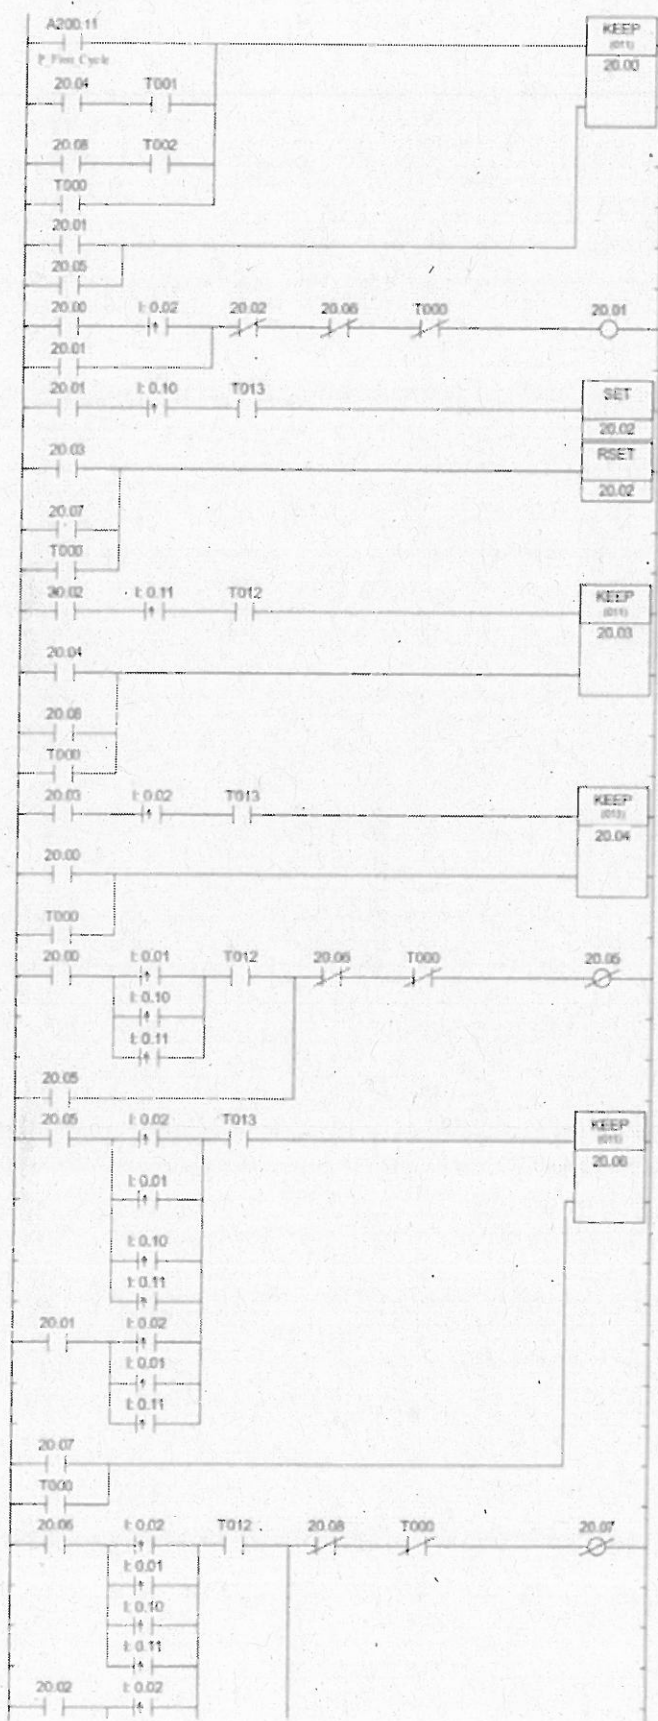 A200.11
KEEP
(011)
P_First_Cycle
20.00
20.04 T001
20.08 T002
T000
20.01
20.05
20.00 I: 0.02 20.02 20.06 T000 20.01
20.01
20.01 I: 0.10 T013
SET
20.02
20.03
RSET
20.02
20.07
T000
20.02 I: 0.11 T012
KEEP
(011)
20.03
20.04
20.08
T000
20.03 I: 0.02 T013
KEEP
(011)
20.04
20.00
T000
20.00 I: 0.01 T012 20.06 T000 20.05
I: 0.10
I: 0.11
20.05
20.05 I: 0.02 T013
KEEP
(011)
20.06
I: 0.01
I: 0.10
I: 0.11
20.01 I: 0.02
I: 0.01
I: 0.11
20.07
T000
20.06 I: 0.02 T012 20.08 T000 20.07
I: 0.01
I: 0.10
I: 0.11
20.02 I: 0.02